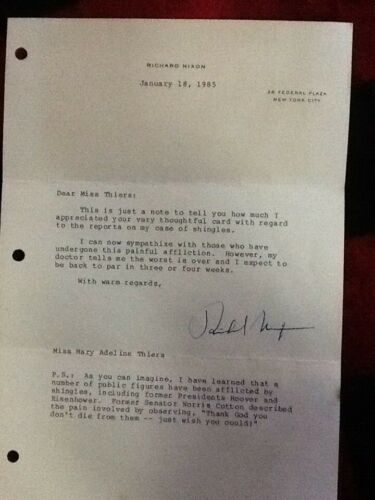 RICHARD NIXON
January 18, 1985
26 FEDERAL PLAZA
NEW YORK CITY
Dear Miss Thiers:
This is just a note to tell you how much I
appreciated your very thoughtful card with regard
to the reports on my case of shingles.
I can now sympathize with those who have
undergone this painful affliction. However, my
doctor tells me the worst is over and I expect to
be back to par in three or four weeks.
With warm regards,
Miss Mary Adeline Thiers
P.S.: As you can imagine, I have learned that a
number of public figures have been afflicted by
shingles, including former Presidents Hoover and
Eisenhower. Former Senator Norris Cotton described
the pain involved by observing, "Thank God you
don't die from them -- just wish you could!"